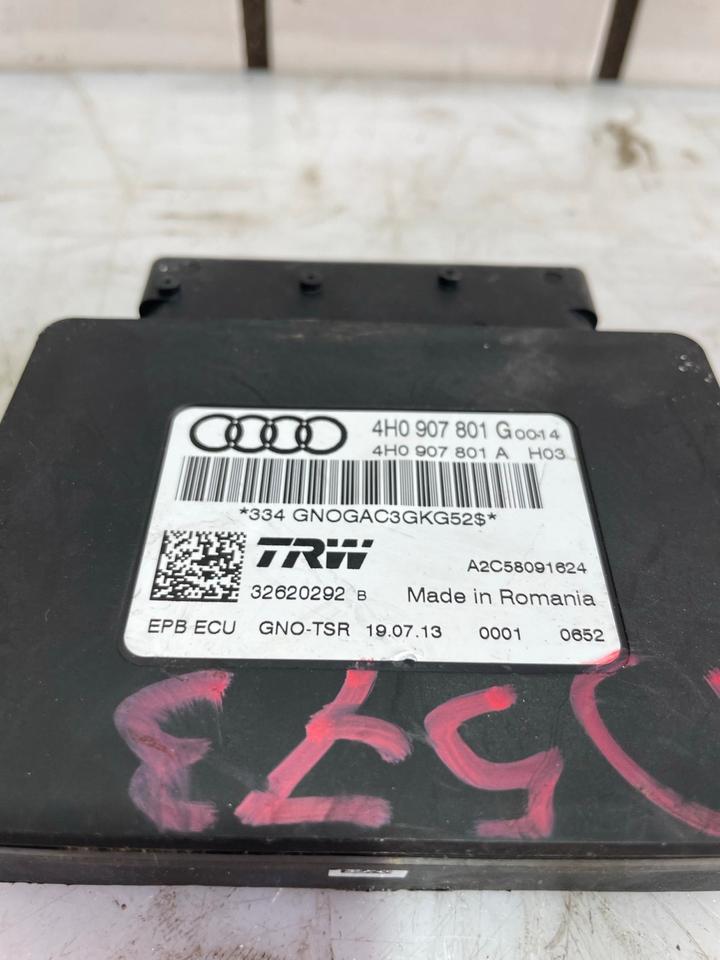 4H0 907 801 G 0014
4H0 907 801 A H03
*334 GNOGAC3GKG52$*
TRW
A2C58091624
32620292 B Made in Romania
EPB ECU GNO-TSR 19.07.13 0001 0652
573